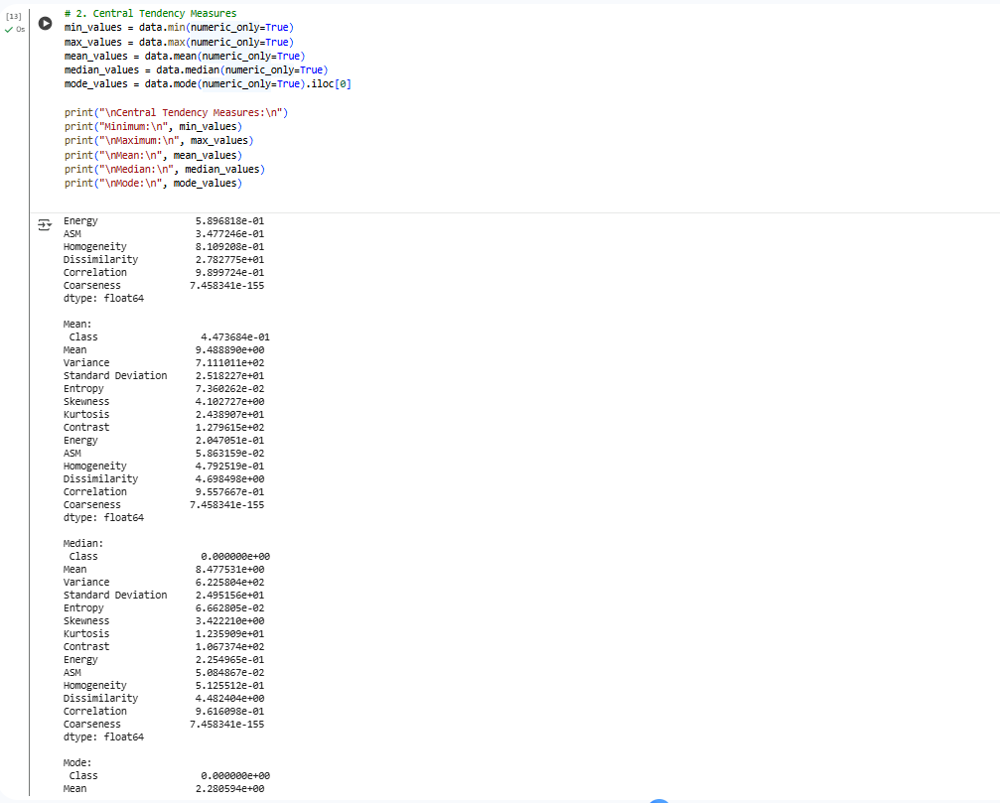 [13]
0s
# 2. Central Tendency Measures
min_values = data.min(numeric_only=True)
max_values = data.max(numeric_only=True)
mean_values = data.mean(numeric_only=True)
median_values = data.median(numeric_only=True)
mode_values = data.mode(numeric_only=True).iloc[0]
print("\nCentral Tendency Measures:\n")
print("Minimum:\n", min_values)
print("\nMaximum:\n", max_values)
print("\nMean:\n", mean_values)
print("\nMedian:\n", median_values)
print("\nMode:\n", mode_values)
Energy 5.896818e-01
ASM 3.477246e-01
Homogeneity 8.109208e-01
Dissimilarity 2.782775e+01
Correlation 9.899724e-01
Coarseness 7.458341e-155
dtype: float64
Mean:
Class 4.473684e-01
Mean 9.488890e+00
Variance 7.111011e+02
Standard Deviation 2.518227e+01
Entropy 7.360262e-02
Skewness 4.102727e+00
Kurtosis 2.438907e+01
Contrast 1.279615e+02
Energy 2.047051e-01
ASM 5.863159e-02
Homogeneity 4.792519e-01
Dissimilarity 4.698498e+00
Correlation 9.557667e-01
Coarseness 7.458341e-155
dtype: float64
Median:
Class 0.000000e+00
Mean 8.477531e+00
Variance 6.225804e+02
Standard Deviation 2.495156e+01
Entropy 6.662805e-02
Skewness 3.422210e+00
Kurtosis 1.235909e+01
Contrast 1.067374e+02
Energy 2.254965e-01
ASM 5.084867e-02
Homogeneity 5.125512e-01
Dissimilarity 4.482404e+00
Correlation 9.616098e-01
Coarseness 7.458341e-155
dtype: float64
Mode:
Class 0.000000e+00
Mean 2.280594e+00